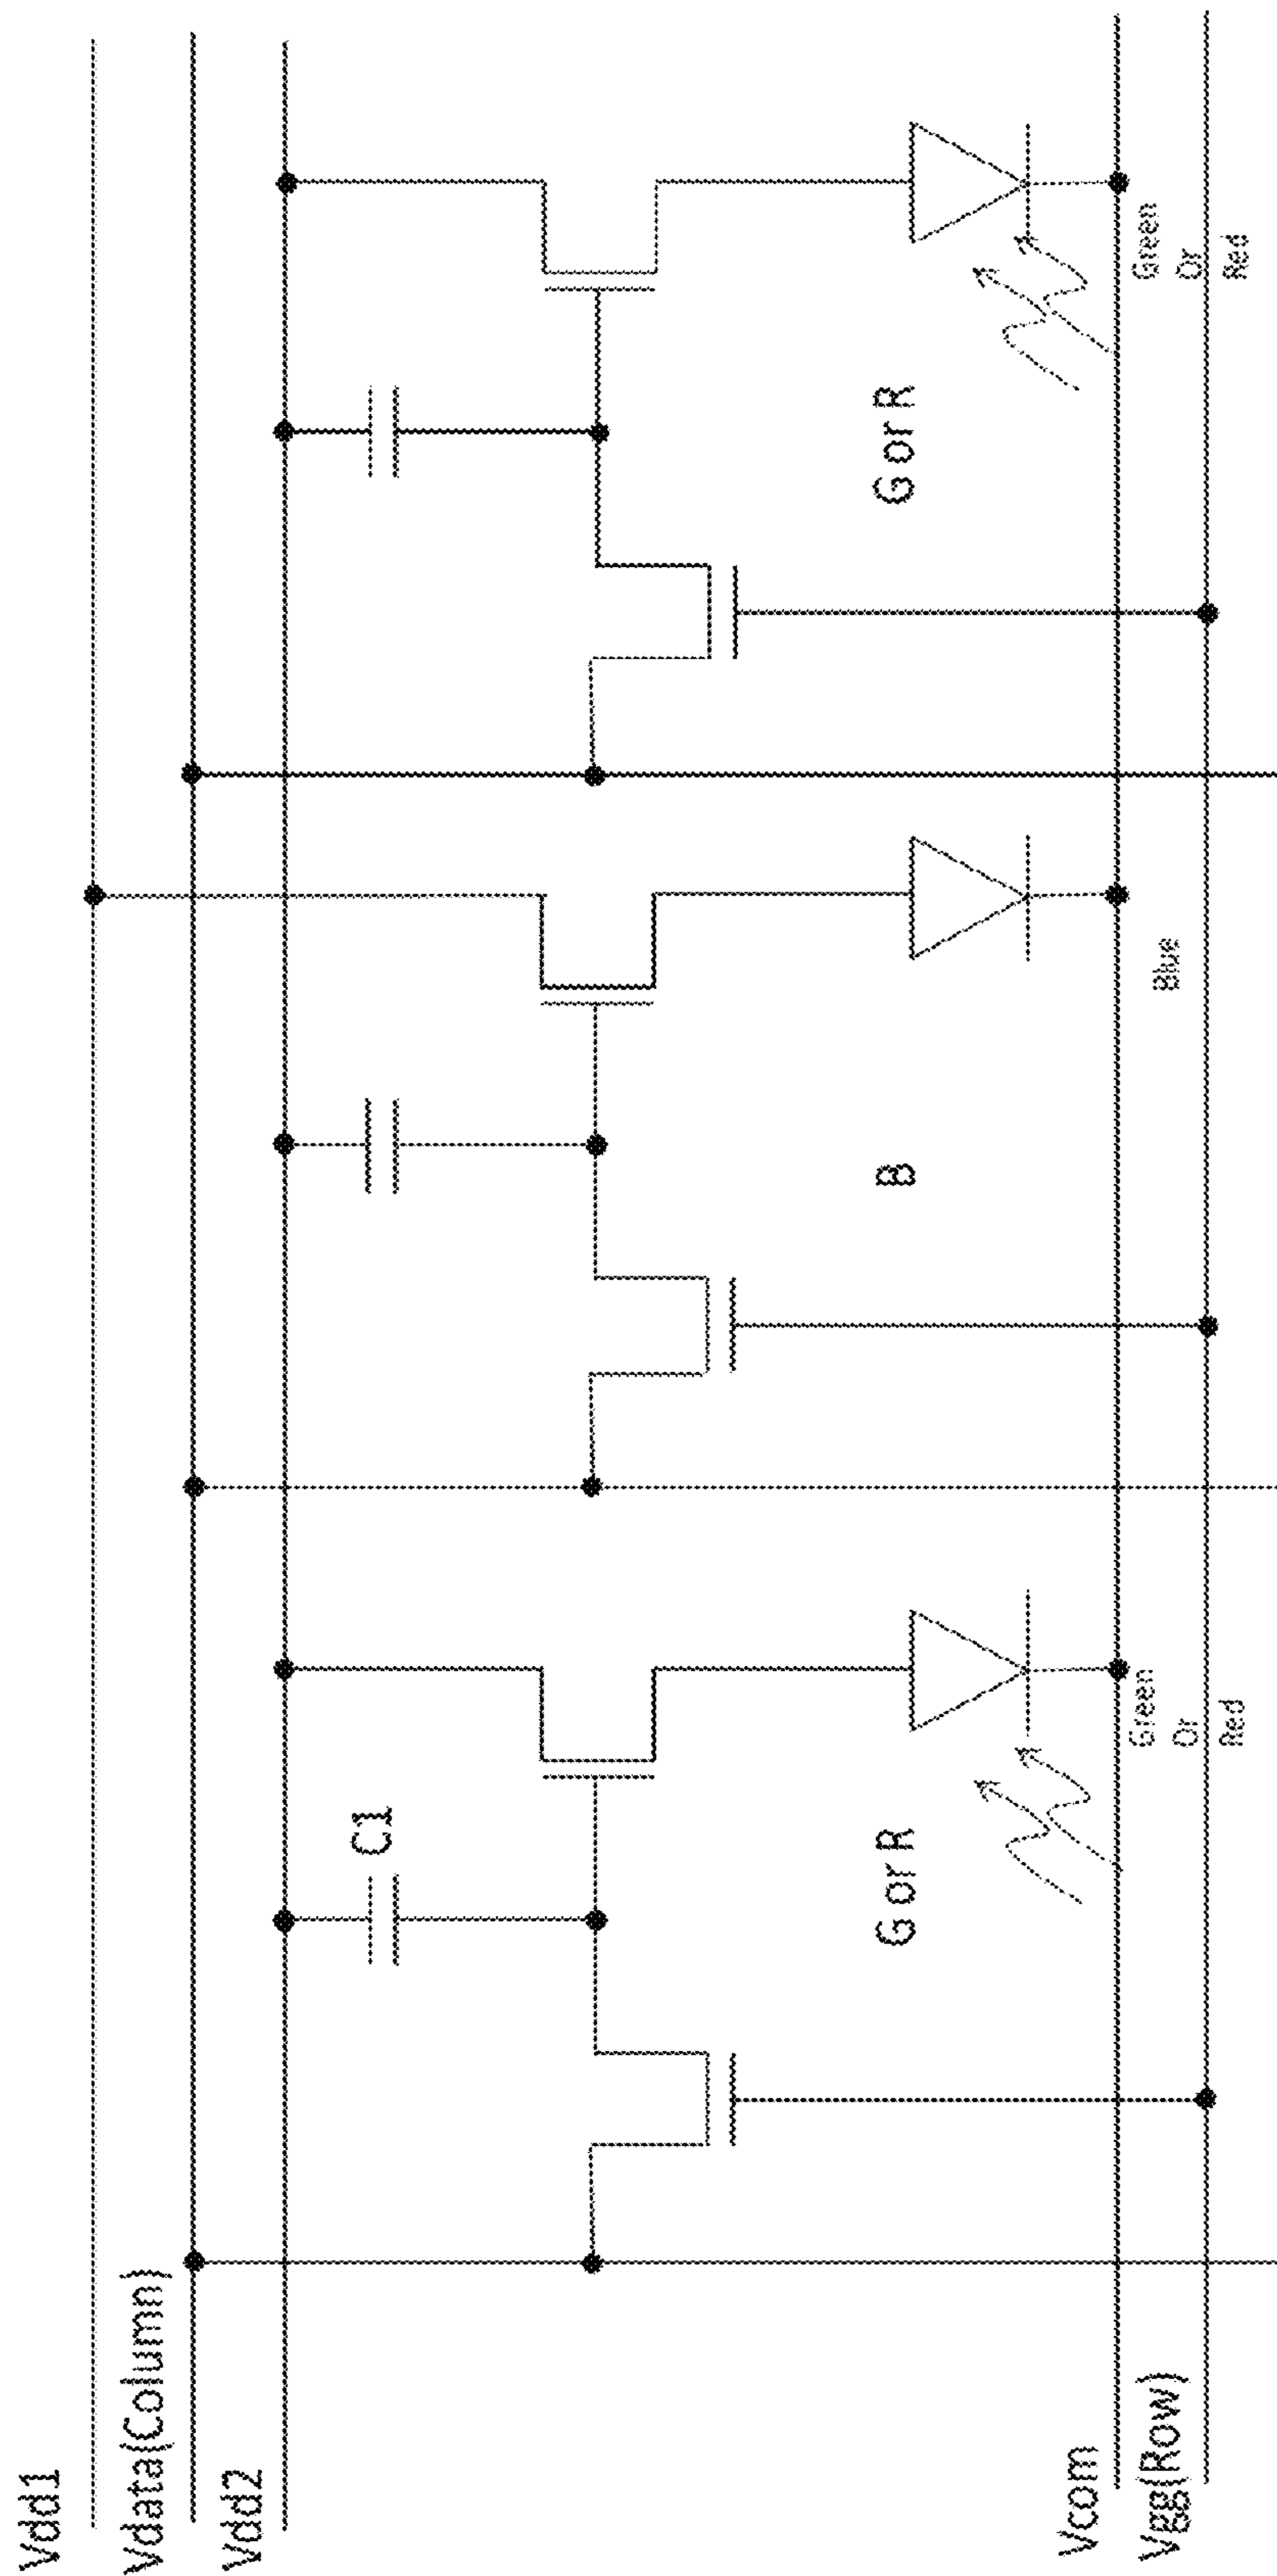 Vdd1
Vdata(Column)
Vdd2
C1
G or R
B
G or R
Vcom
Green
Or
Red
Blue
Green
Or
Red
Vgg(Row)